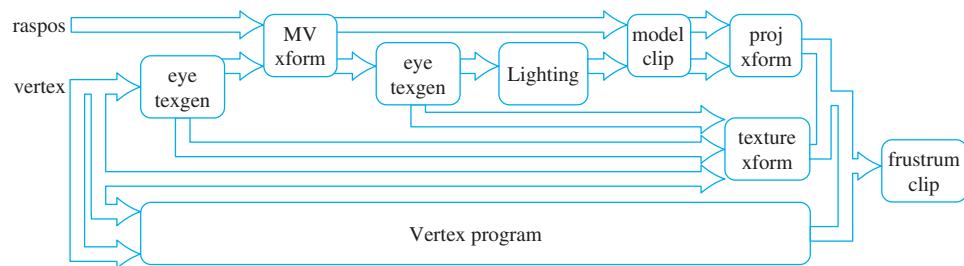 raspos
MV
xform
model
clip
proj
xform
vertex
eye
texgen
eye
texgen
Lighting
texture
xform
frustrum
clip
Vertex program